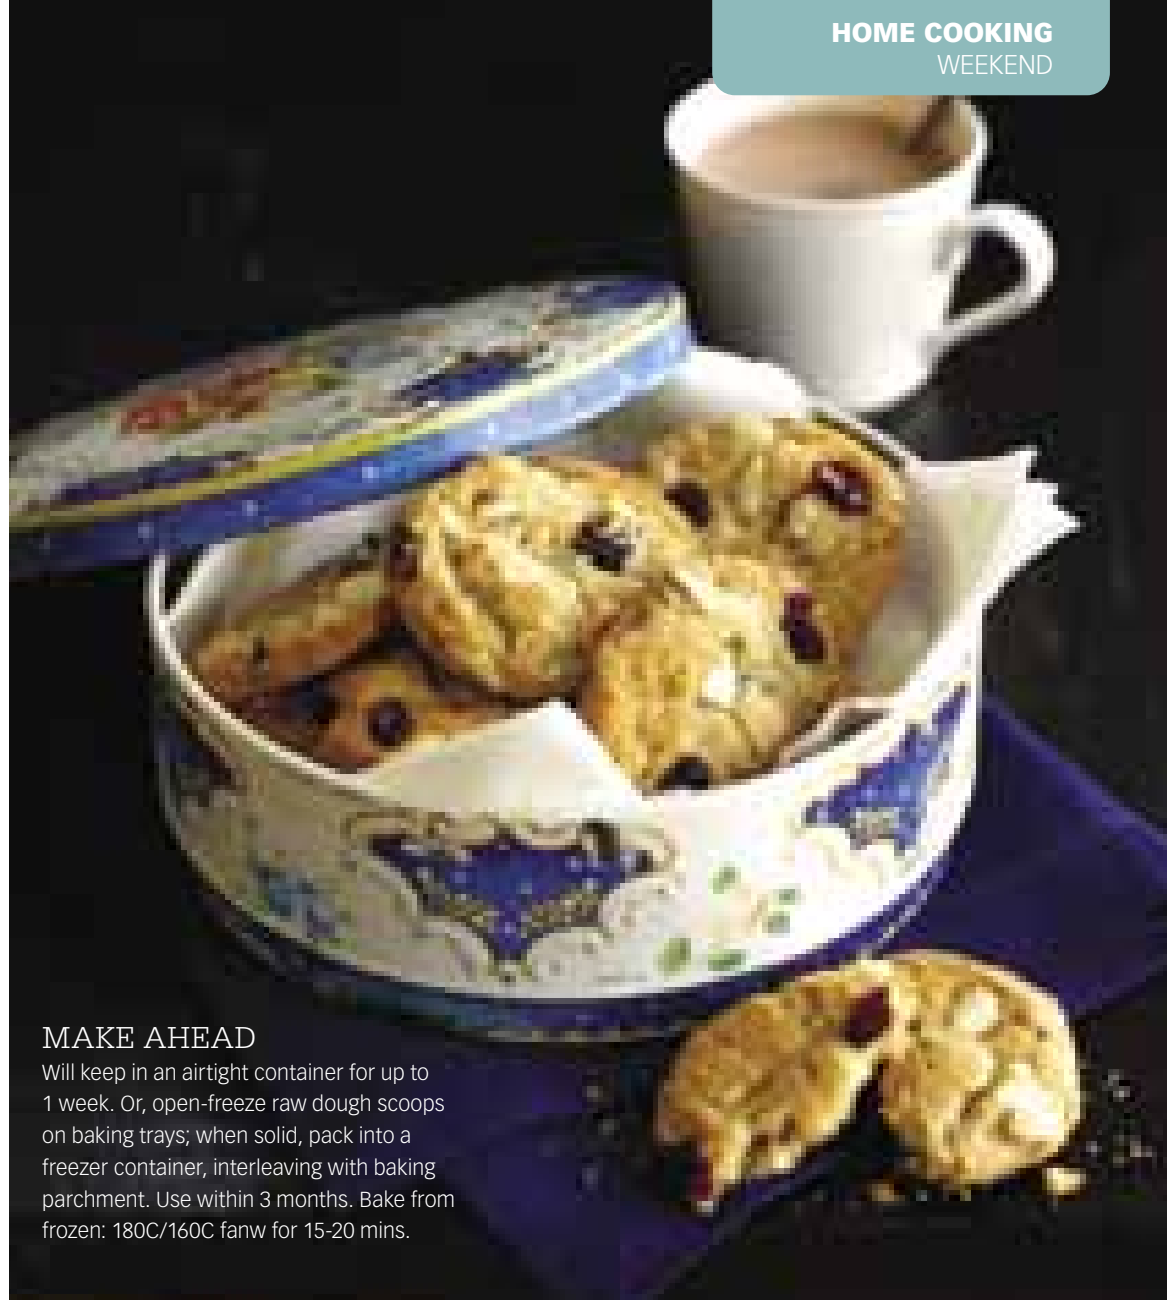 HOME COOKING
WEEKEND
MAKE AHEAD
Will keep in an airtight container for up to
1 week. Or, open-freeze raw dough scoops
on baking trays; when solid, pack into a
freezer container, interleaving with baking
parchment. Use within 3 months. Bake from
frozen: 180C/160C fanw for 15-20 mins.